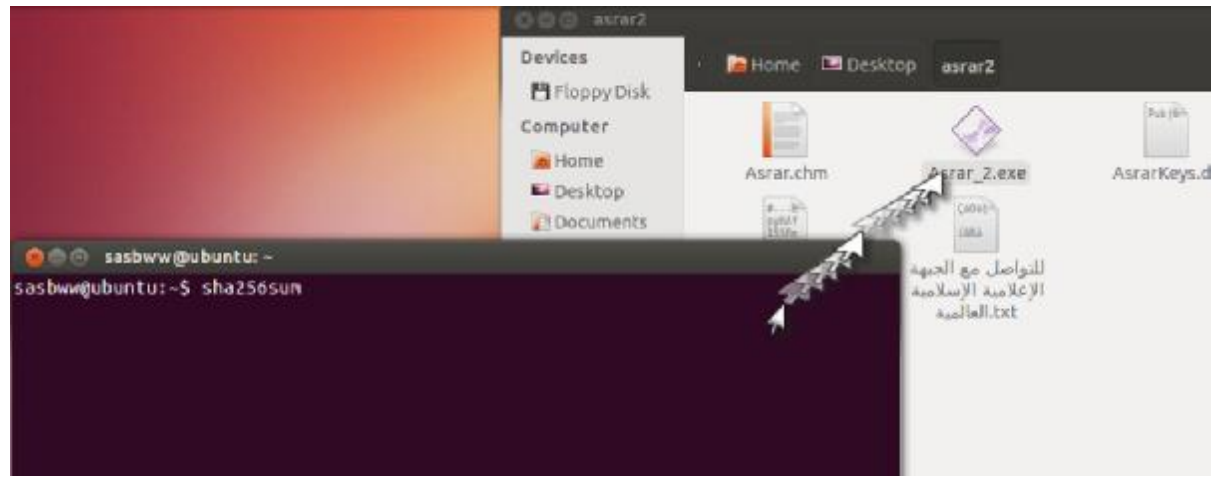 asrar2
Devices
Floppy Disk
Computer
Home
Desktop
Documents
Home Desktop asrar2
Asrar.chm
Asrar_2.exe
AsrarKeys.d
للتواصل مع الجبهة
الإعلامية الإسلامية
العالمية.txt
sasbww@ubuntu: ~
sasbww@ubuntu:~$ sha256sum